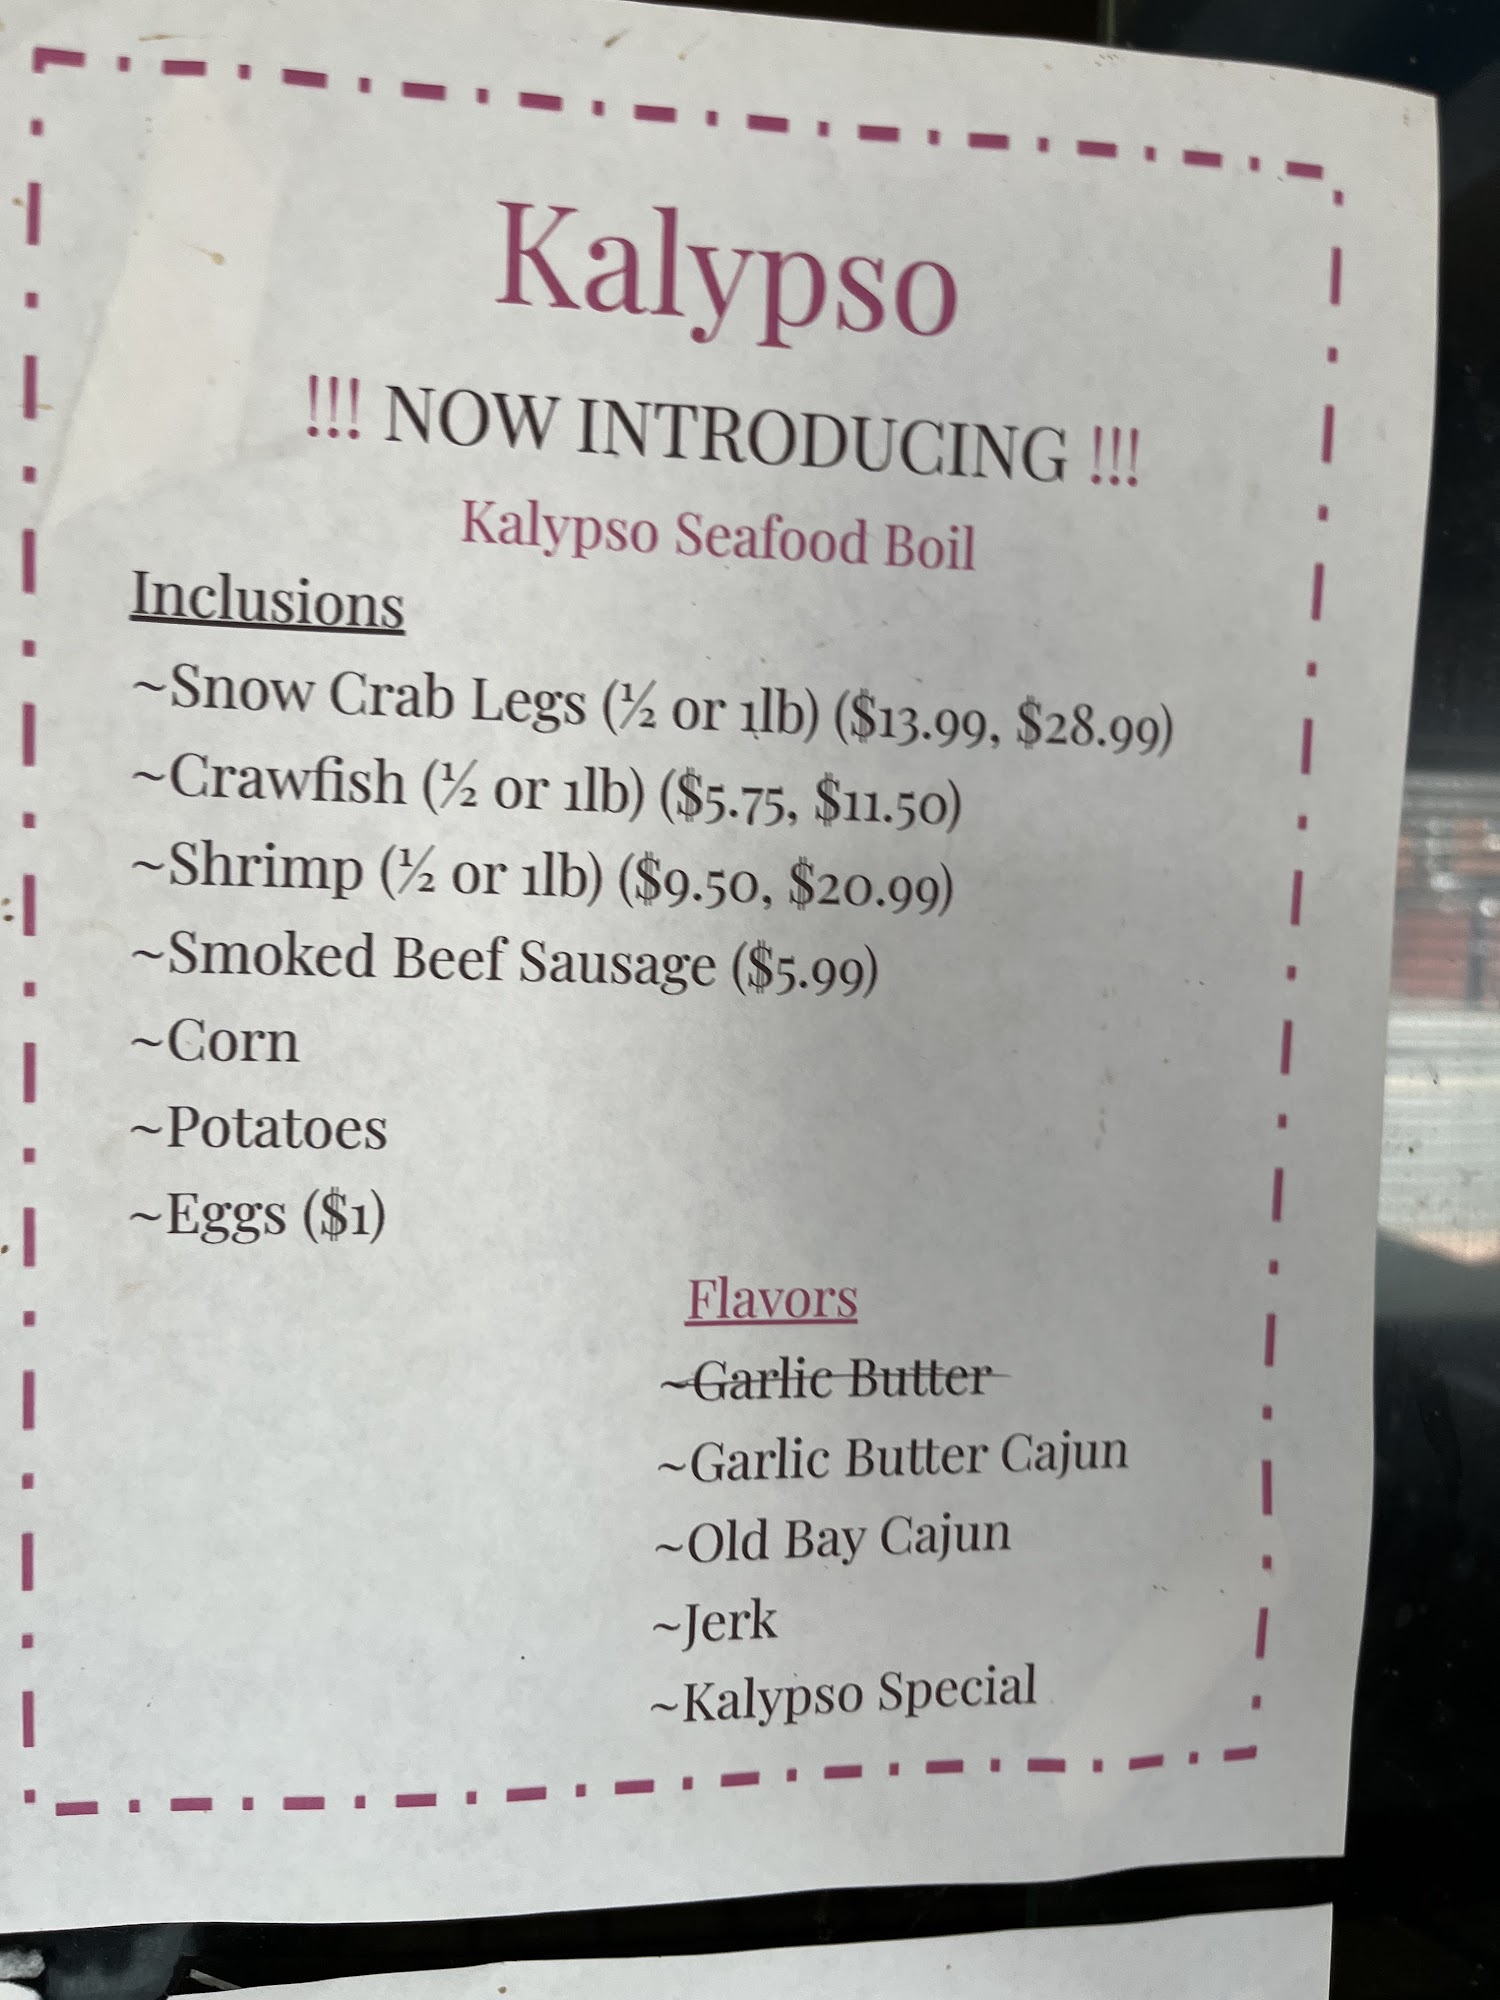 Kalypso
!!! NOW INTRODUCING !!!
Kalypso Seafood Boil
Inclusions
~Snow Crab Legs (½ or 1lb) ($13.99, $28.99)
~Crawfish (½ or 1lb) ($5.75, $11.50)
~Shrimp (½ or 1lb) ($9.50, $20.99)
~Smoked Beef Sausage ($5.99)
~Corn
~Potatoes
~Eggs ($1)
Flavors
~Garlic Butter
~Garlic Butter Cajun
~Old Bay Cajun
~Jerk
~Kalypso Special